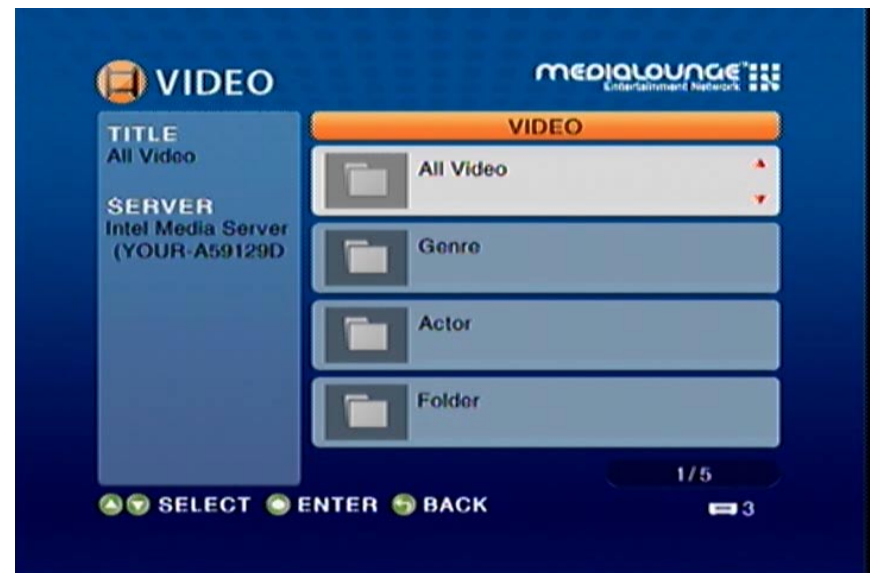 VIDEO
MEDIALOUNGE
Entertainment Network
TITLE
All Video
SERVER
Intel Media Server
(YOUR-A59129D
VIDEO
All Video
Genre
Actor
Folder
1/5
SELECT ENTER BACK
3